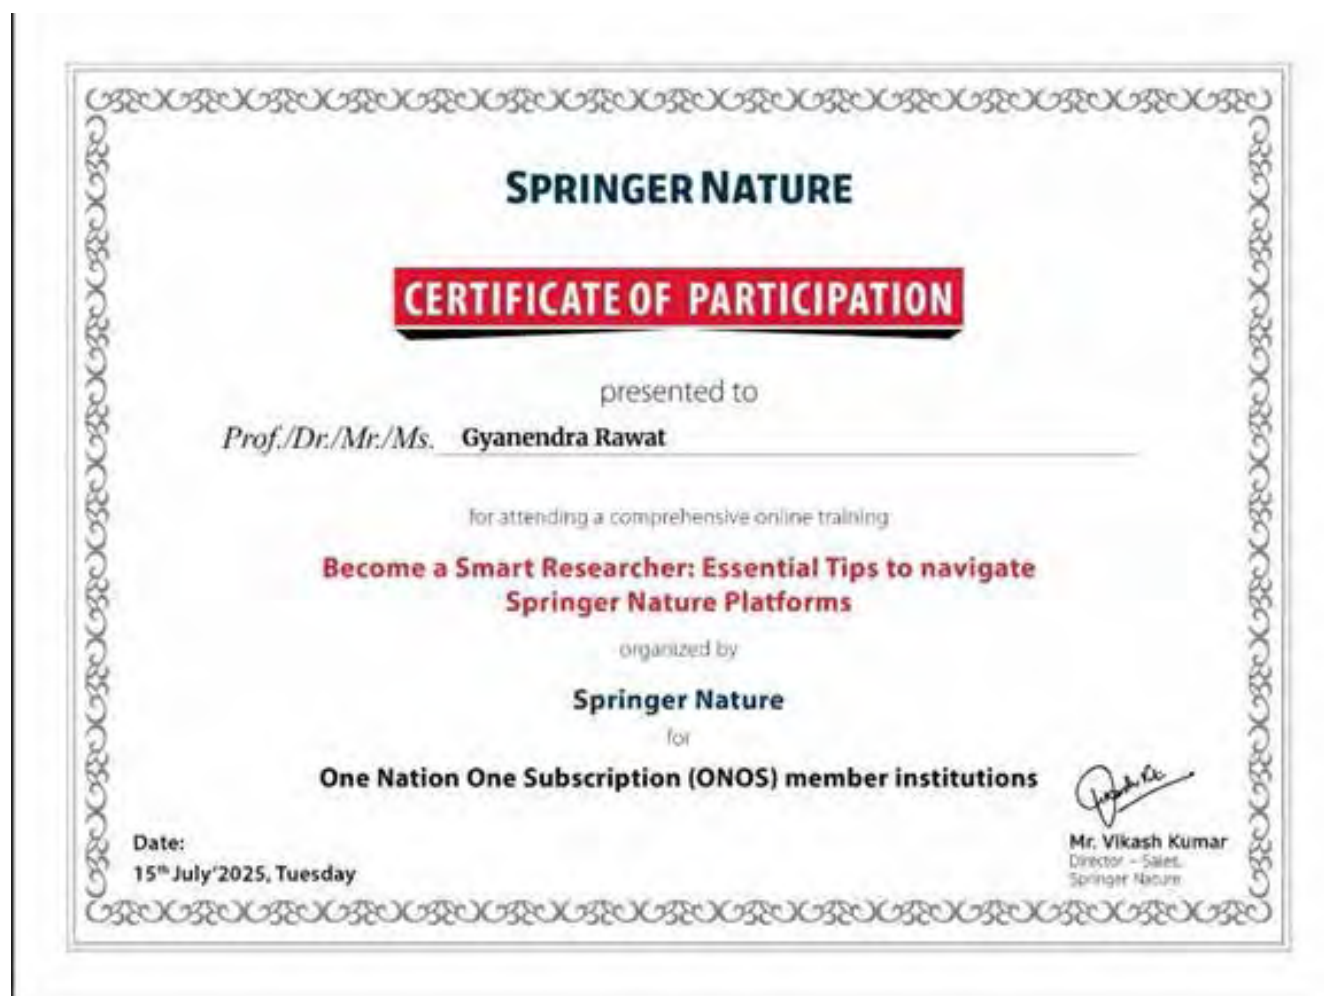 SPRINGER NATURE
CERTIFICATE OF PARTICIPATION
presented to
Prof./Dr./Mr./Ms. Gyanendra Rawat
for attending a comprehensive online training
Become a Smart Researcher: Essential Tips to navigate
Springer Nature Platforms
organized by
Springer Nature
for
One Nation One Subscription (ONOS) member institutions
Date:
15th July'2025, Tuesday
Mr. Vikash Kumar
Director – Sales,
Springer Nature